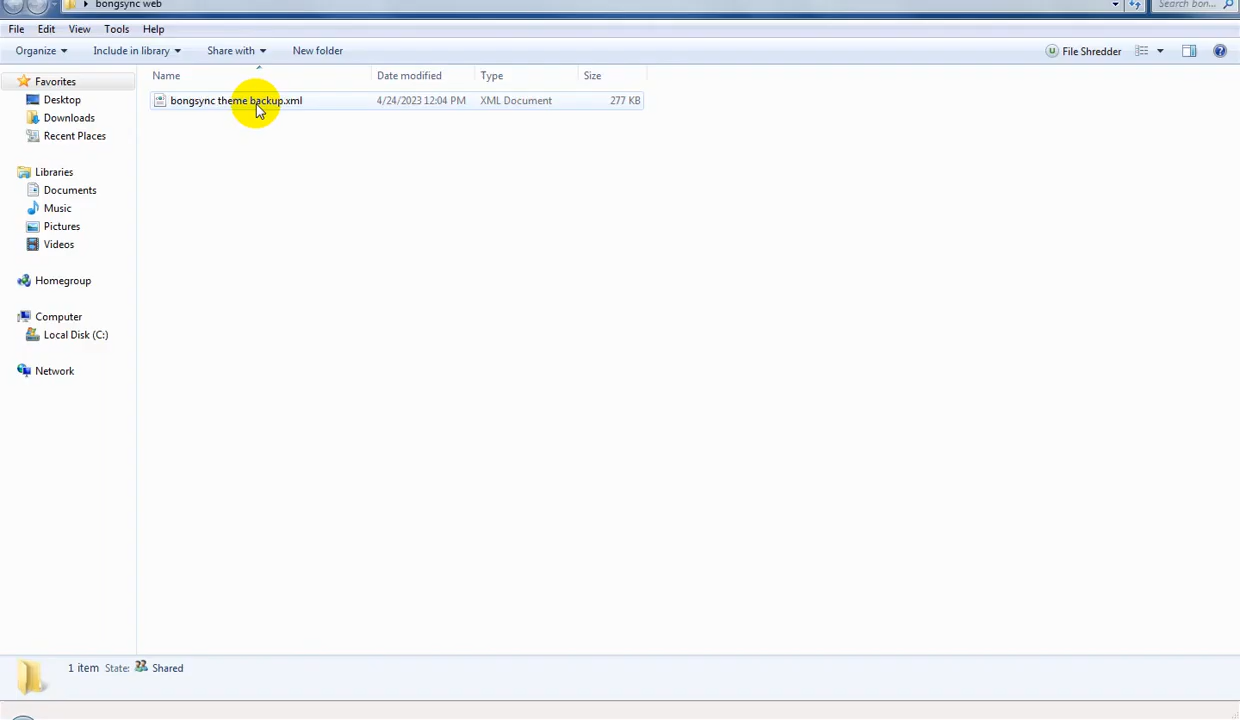 bongsync web
Search bon...
File Edit View Tools Help
Organize Include in library Share with New folder File Shredder
Name Date modified Type Size
bongsync theme backup.xml 4/24/2023 12:04 PM XML Document 277 KB
Favorites
Desktop
Downloads
Recent Places
Libraries
Documents
Music
Pictures
Videos
Homegroup
Computer
Local Disk (C:)
Network
1 item State: Shared